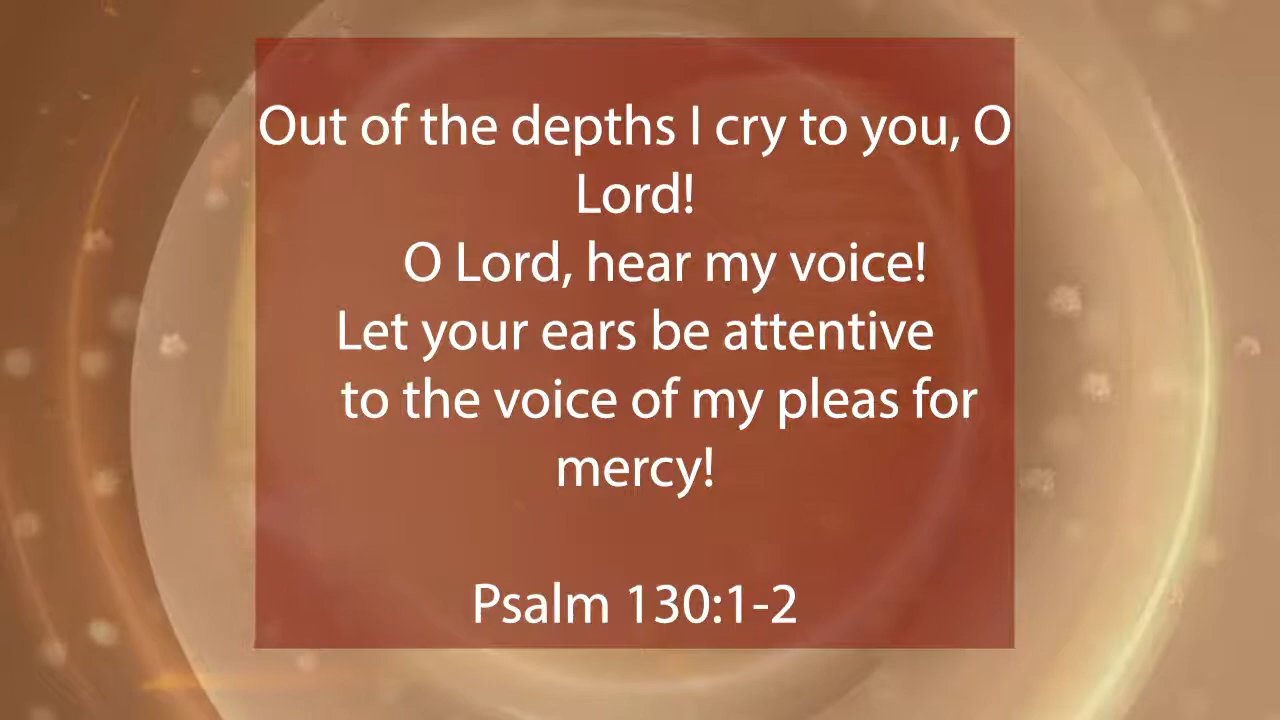 Out of the depths I cry to you, O
Lord!
O Lord, hear my voice!
Let your ears be attentive
to the voice of my pleas for
mercy!
Psalm 130:1-2